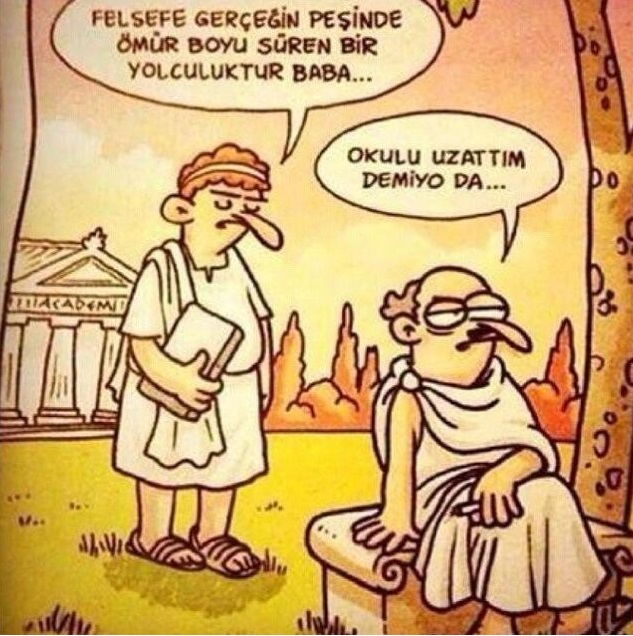 FELSEFE GERÇEĞİN PEŞİNDE
ÖMÜR BOYU SÜREN BİR
YOLCULUKTUR BABA...
OKULU UZATTIM
DEMİYO DA...
ACADEMI